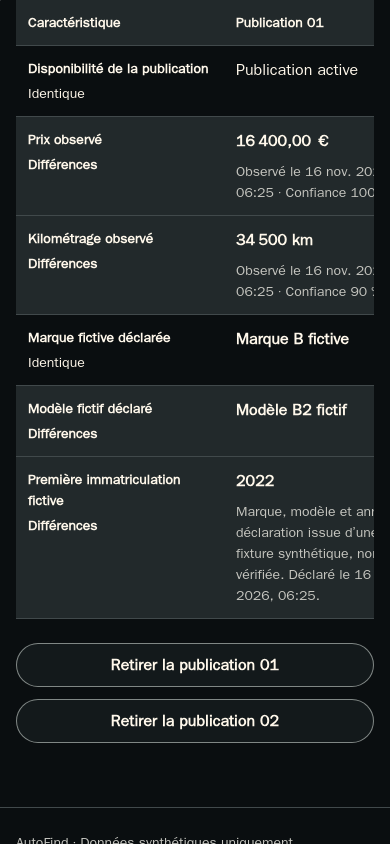 Caractéristique Publication 01
Disponibilité de la publication Publication active
Identique
Prix observé 16 400,00 €
Différences Observé le 16 nov.
06:25 · Confiance 100
Kilométrage observé 34 500 km
Différences Observé le 16 nov.
06:25 · Confiance 90
Marque fictive déclarée Marque B fictive
Identique
Modèle fictif déclaré Modèle B2 fictif
Différences
Première immatriculation 2022
fictive
Différences Marque, modèle et
déclaration issue d'une
fixture synthétique,
vérifiée. Déclaré le 16
2026, 06:25.
Retirer la publication 01
Retirer la publication 02
AutoFind · Données synthétiques uniquement